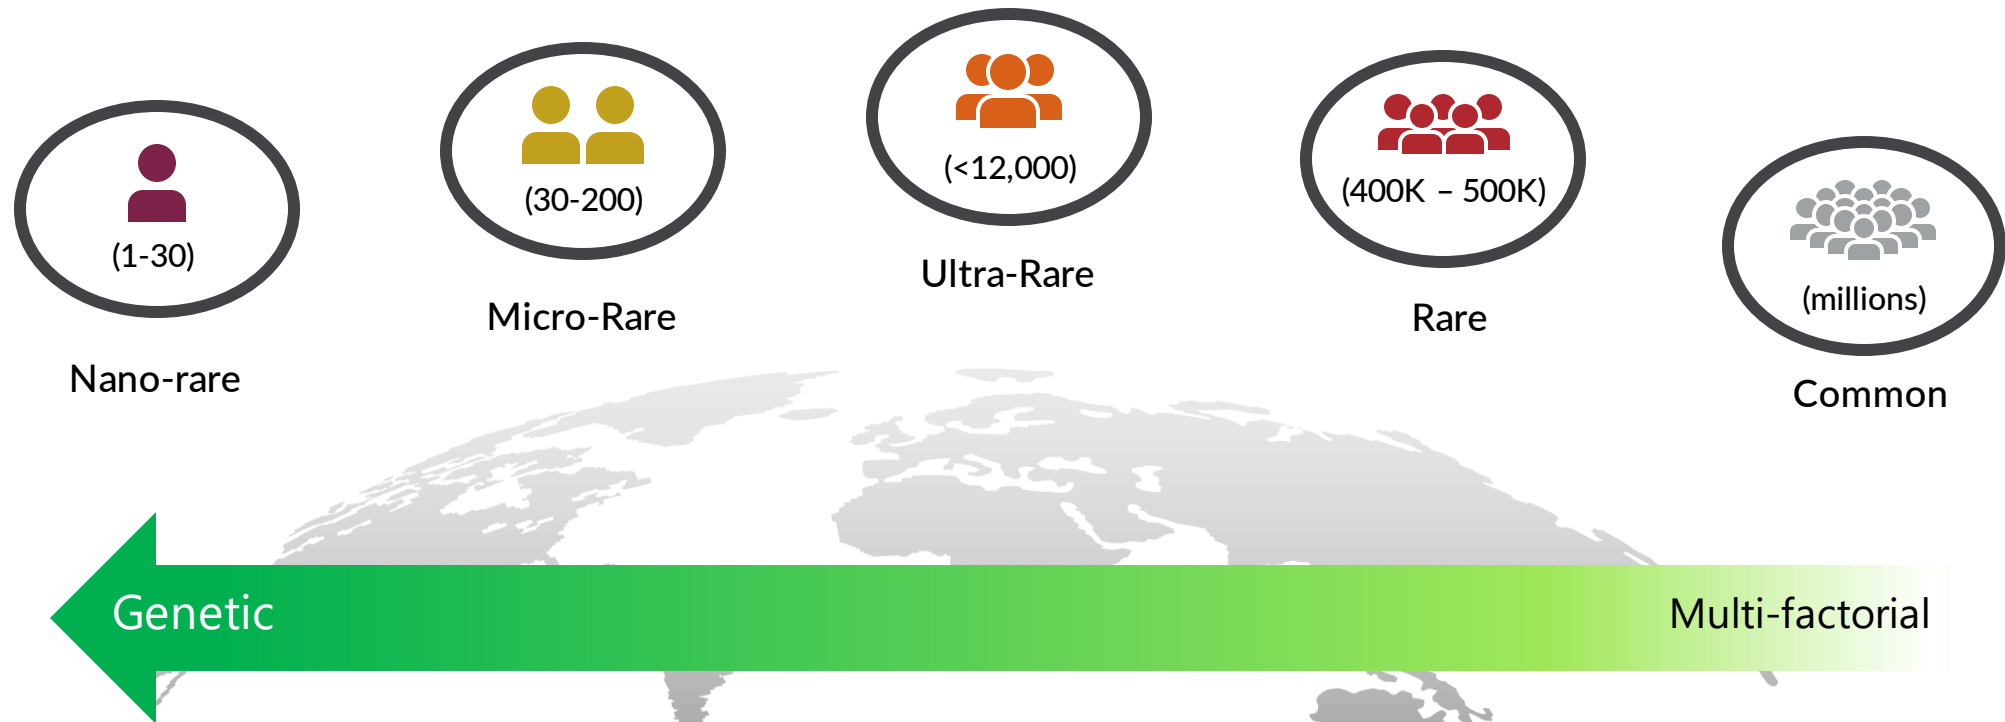 (1-30)
Nano-rare
(30-200)
Micro-Rare
(<12,000)
Ultra-Rare
(400K – 500K)
Rare
(millions)
Common
Genetic
Multi-factorial